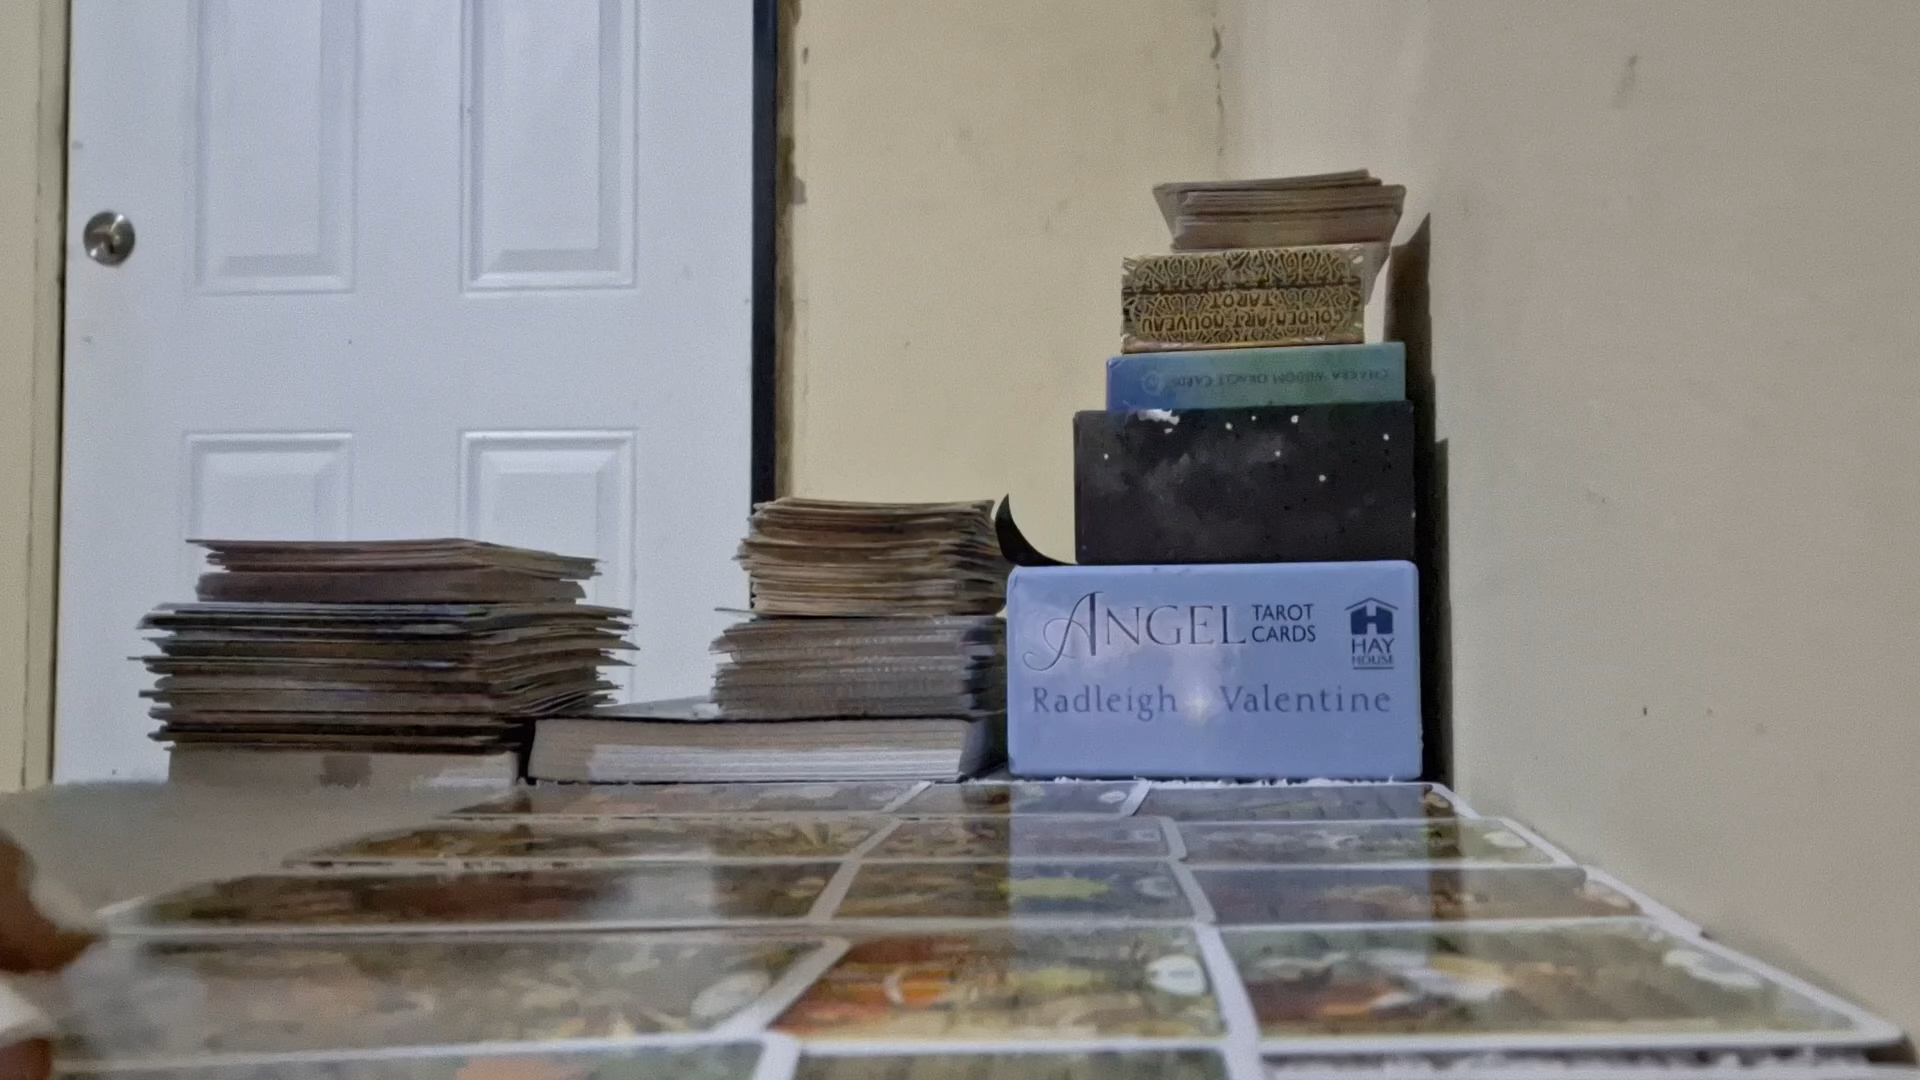 GOLDEN ART NOUVEAU
TAROT
CHAKRA WISDOM ORACLE CARDS
ANGEL TAROT
CARDS
HAY
HOUSE
Radleigh Valentine